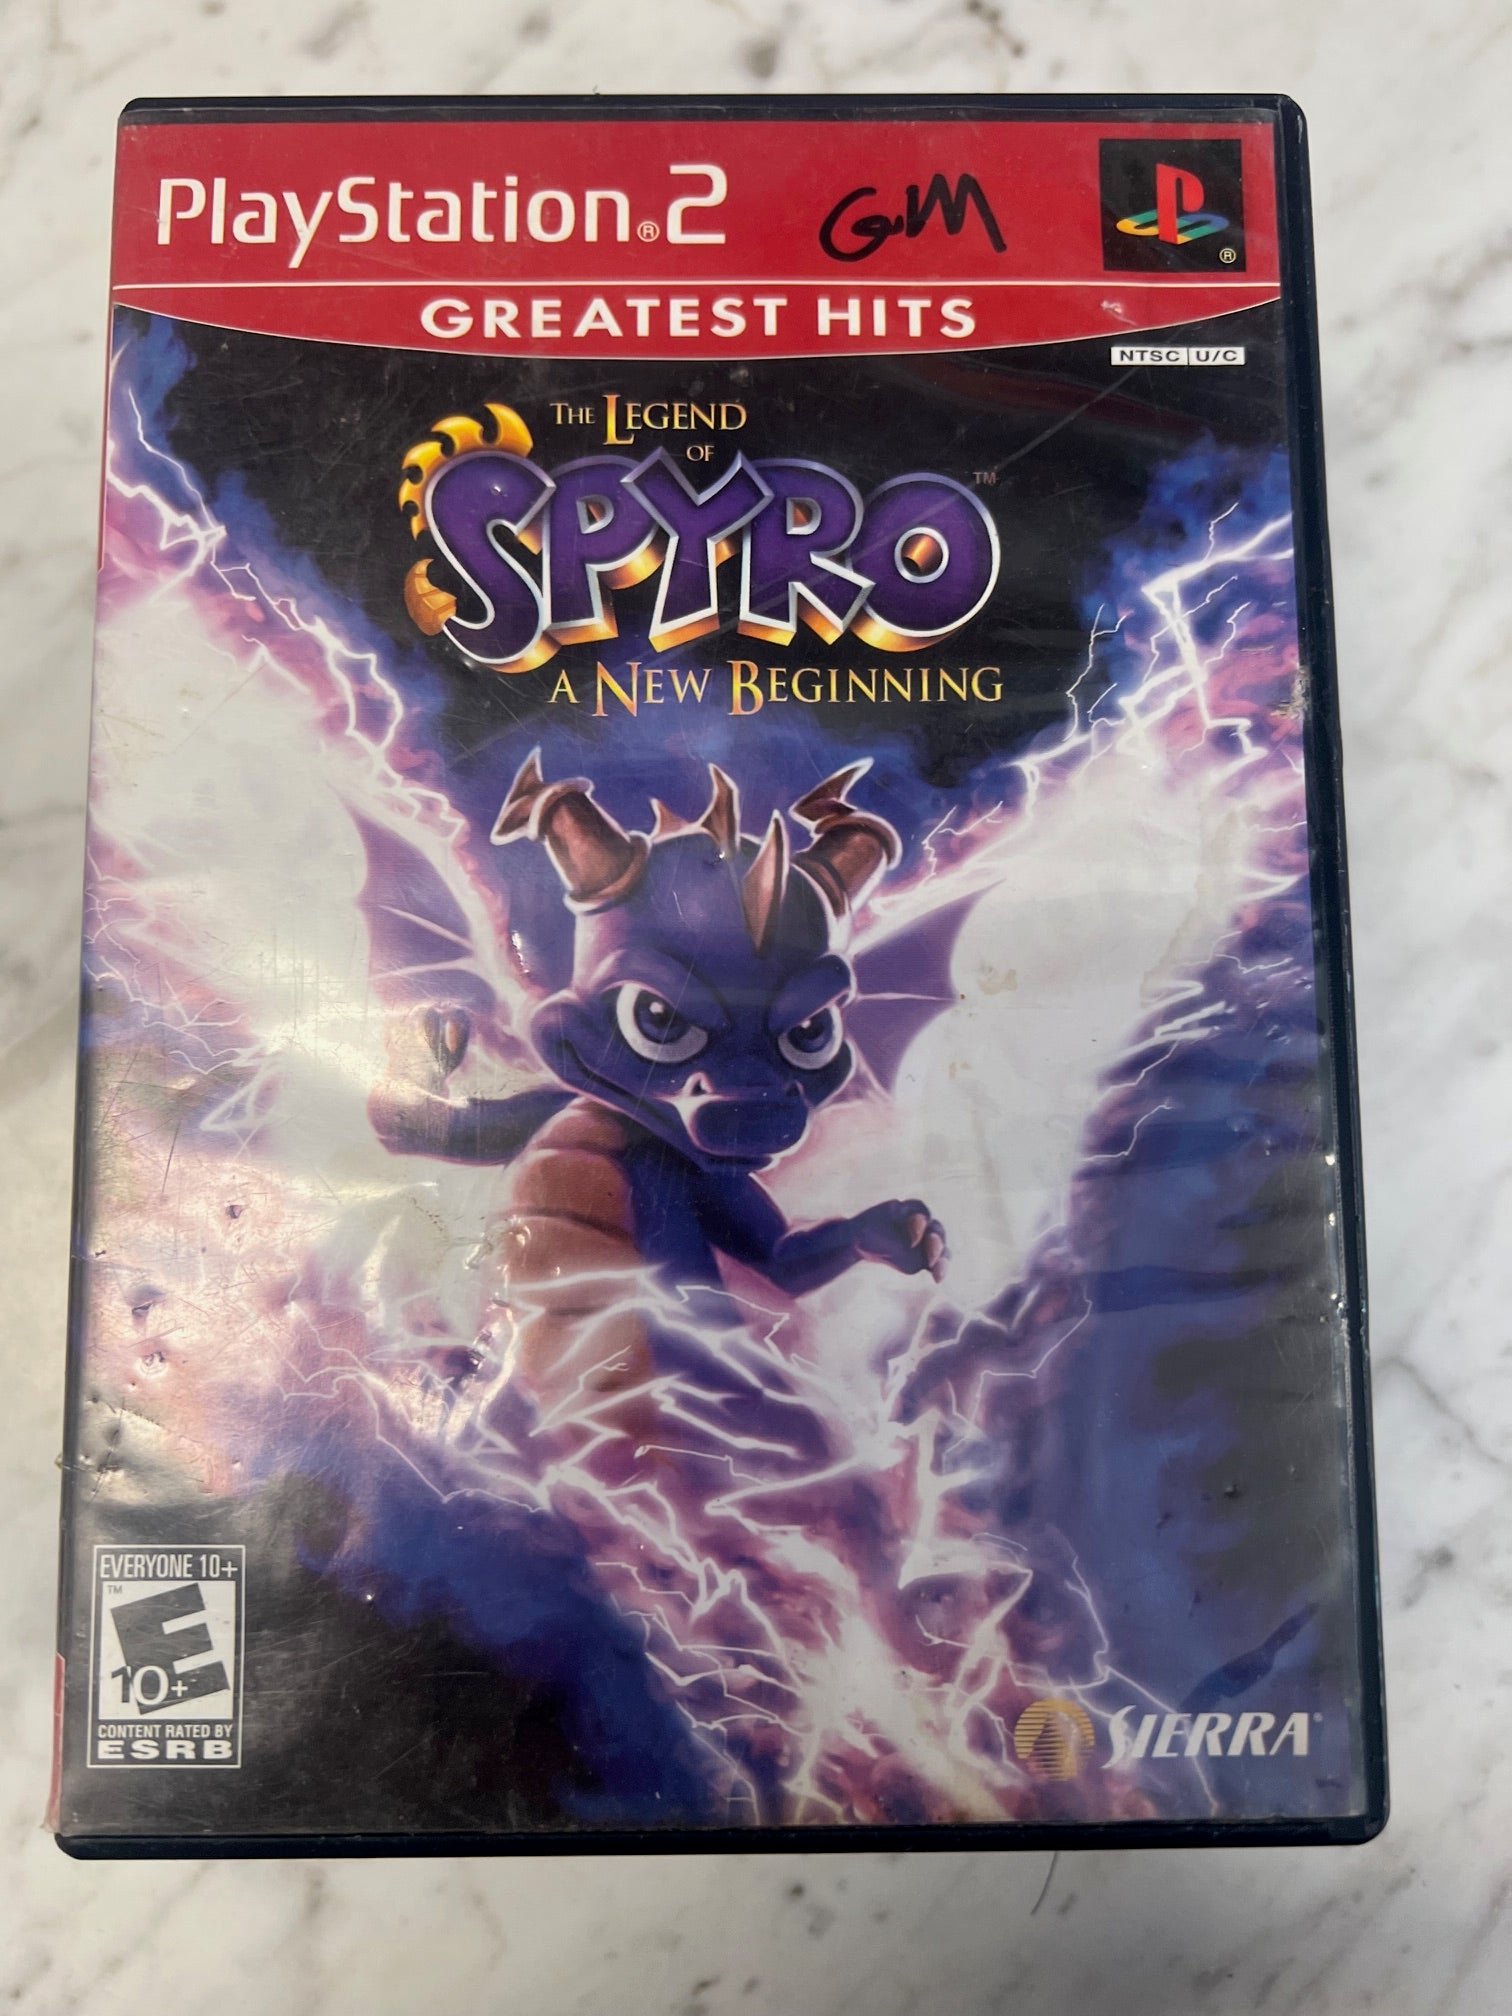 PlayStation®2
GREATEST HITS
®
NTSC U/C
THE LEGEND
OF
SPYRO™
A NEW BEGINNING
EVERYONE 10+
™
E
10+
CONTENT RATED BY
ESRB
SIERRA®